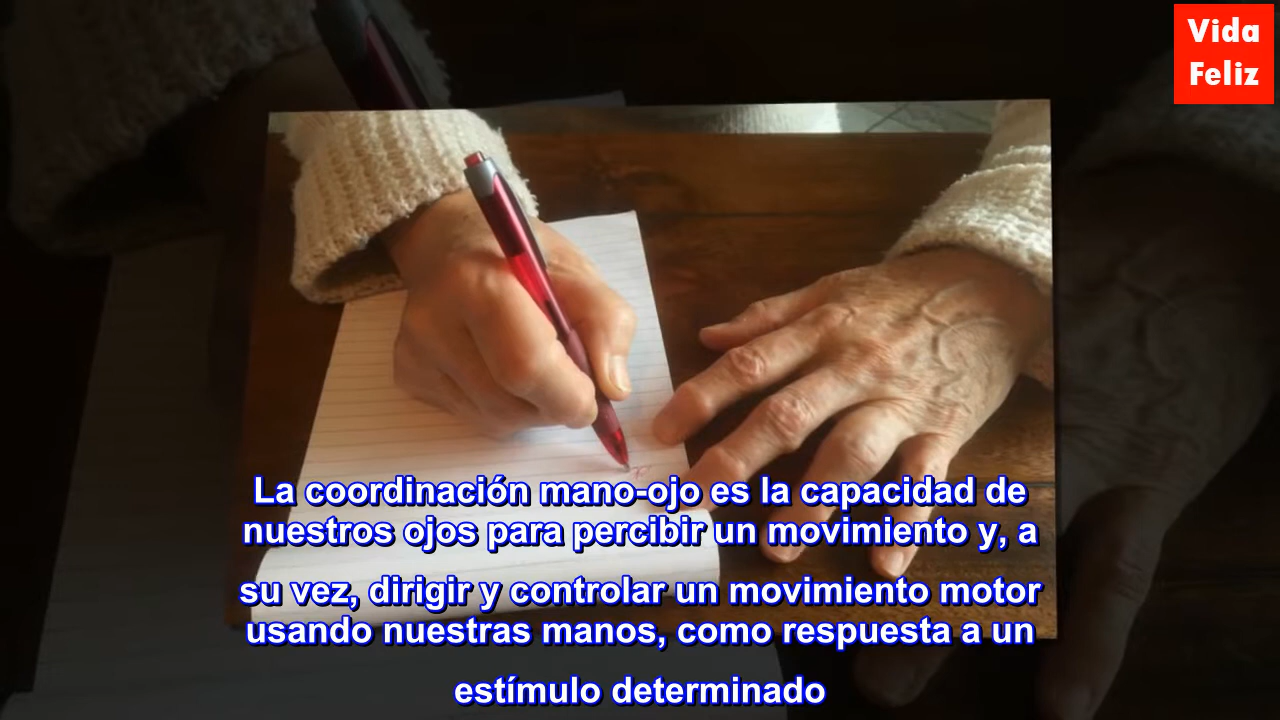 Vida
Feliz
La coordinación mano-ojo es la capacidad de
nuestros ojos para percibir un movimiento y, a
su vez, dirigir y controlar un movimiento motor
usando nuestras manos, como respuesta a un
estímulo determinado